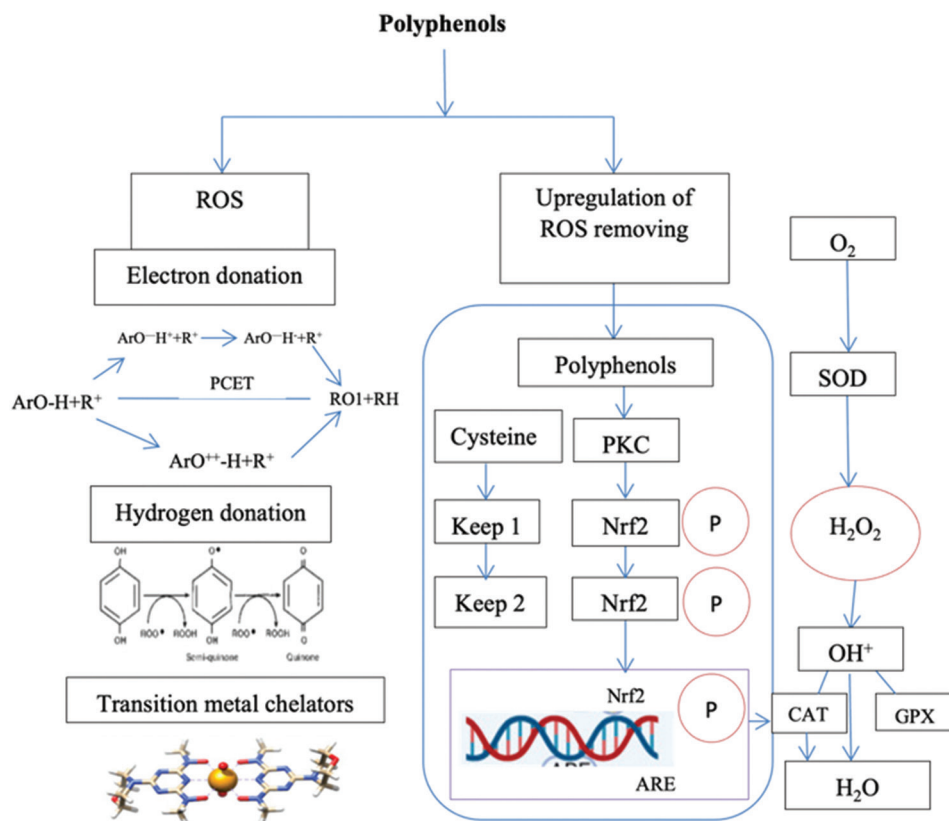 Polyphenols
ROS
Electron donation
ArO—H⁺+R⁺
ArO—H·+R⁺
PCET
ArO-H+R⁺
RO1+RH
ArO⁺⁺-H+R⁺
Hydrogen donation
OH
OH
O•
OH
O
O
ROO•
ROOH
ROO•
ROOH
Semi-quinone
Quinone
Transition metal chelators
Upregulation of
ROS removing
Polyphenols
Cysteine
PKC
Keep 1
Nrf2
P
Keep 2
Nrf2
P
Nrf2
P
ARE
ARE
O₂
SOD
H₂O₂
OH⁺
CAT
GPX
H₂O